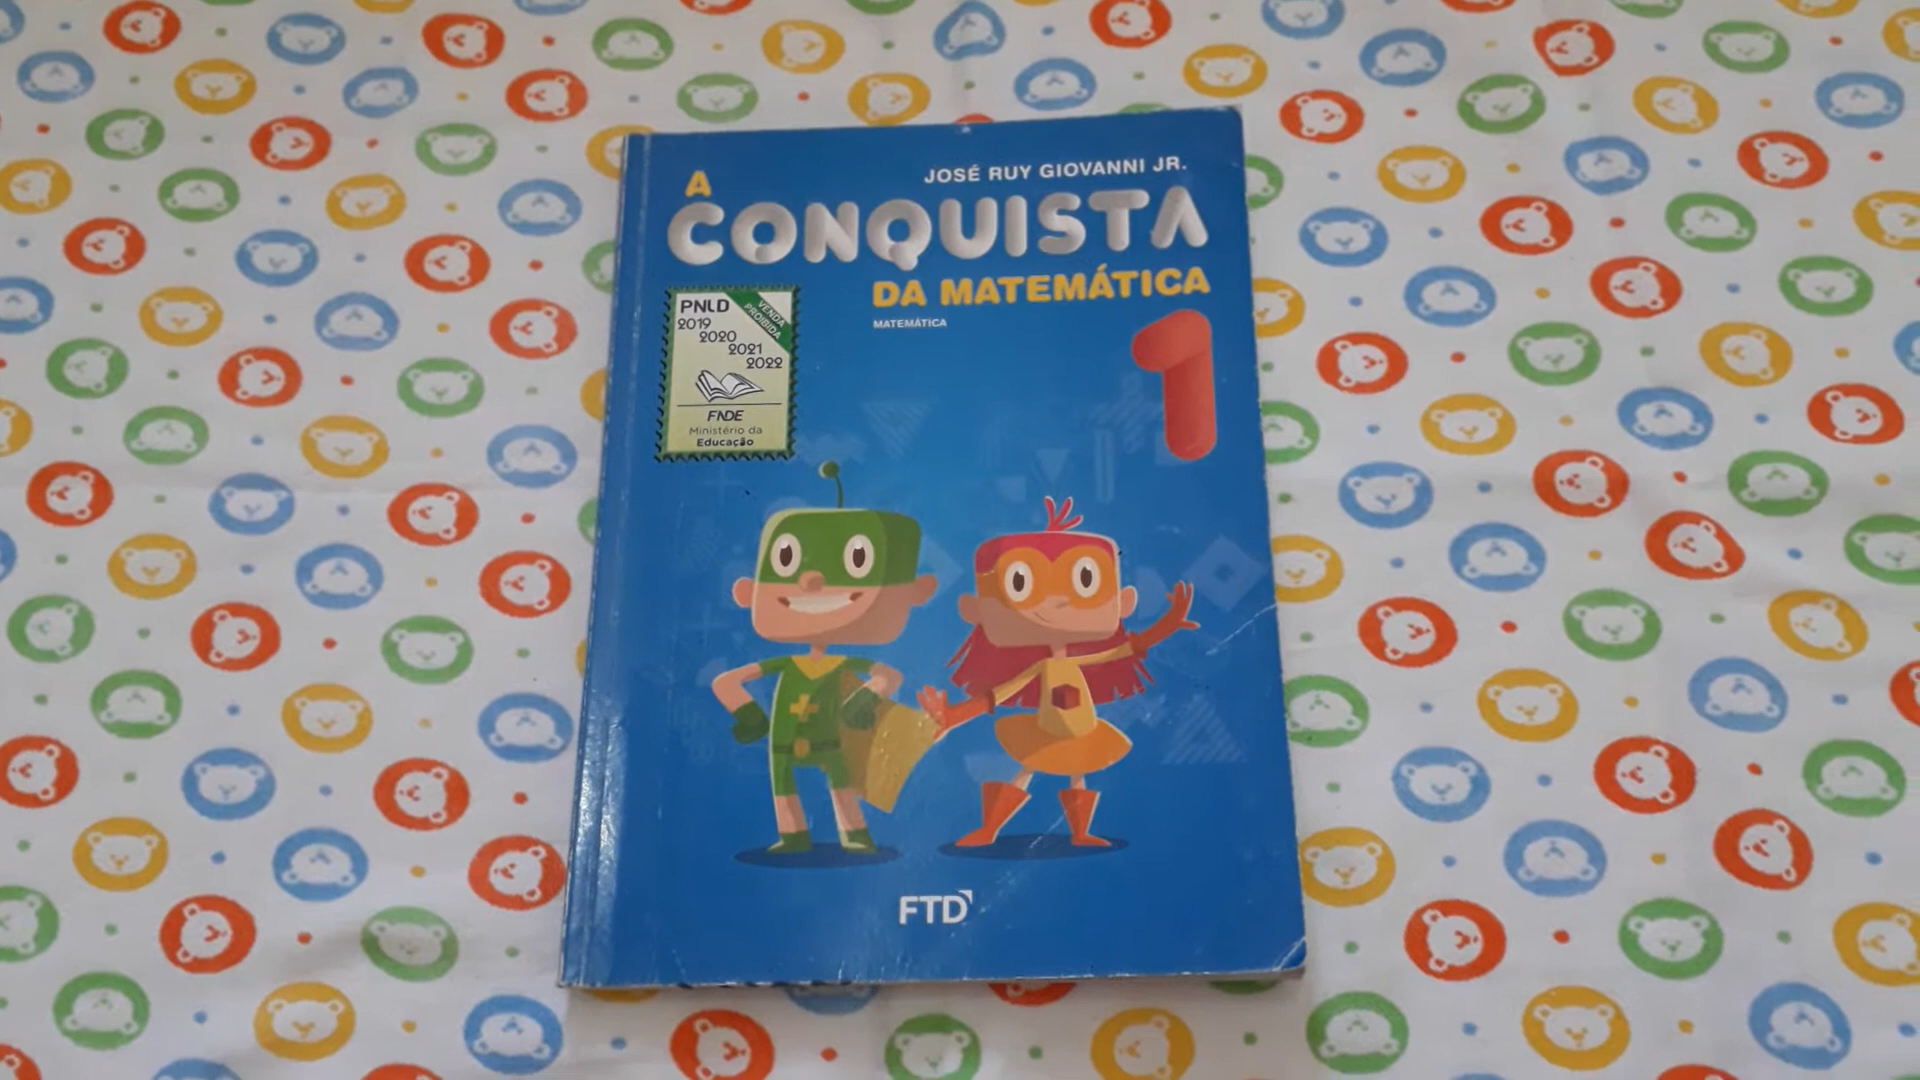 JOSÉ RUY GIOVANNI JR.
A
CONQUISTA
DA MATEMÁTICA
MATEMÁTICA
1
PNLD
VENDA
PROIBIDA
2019
2020
2021
2022
FNDE
Ministério da
Educação
FTD